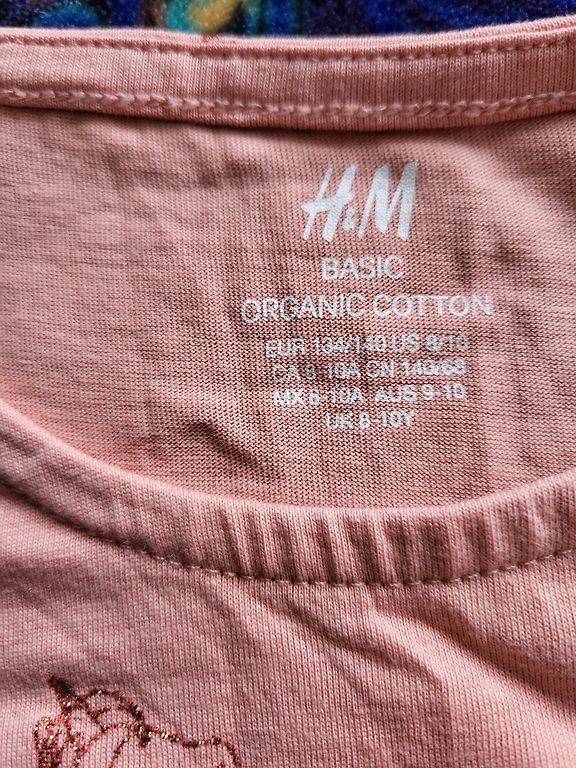 H&M
BASIC
ORGANIC COTTON
EUR 134/140 US 8/10
CA 8-10A CN 140/68
MX 8-10A AUS 9-10
UK 8-10Y